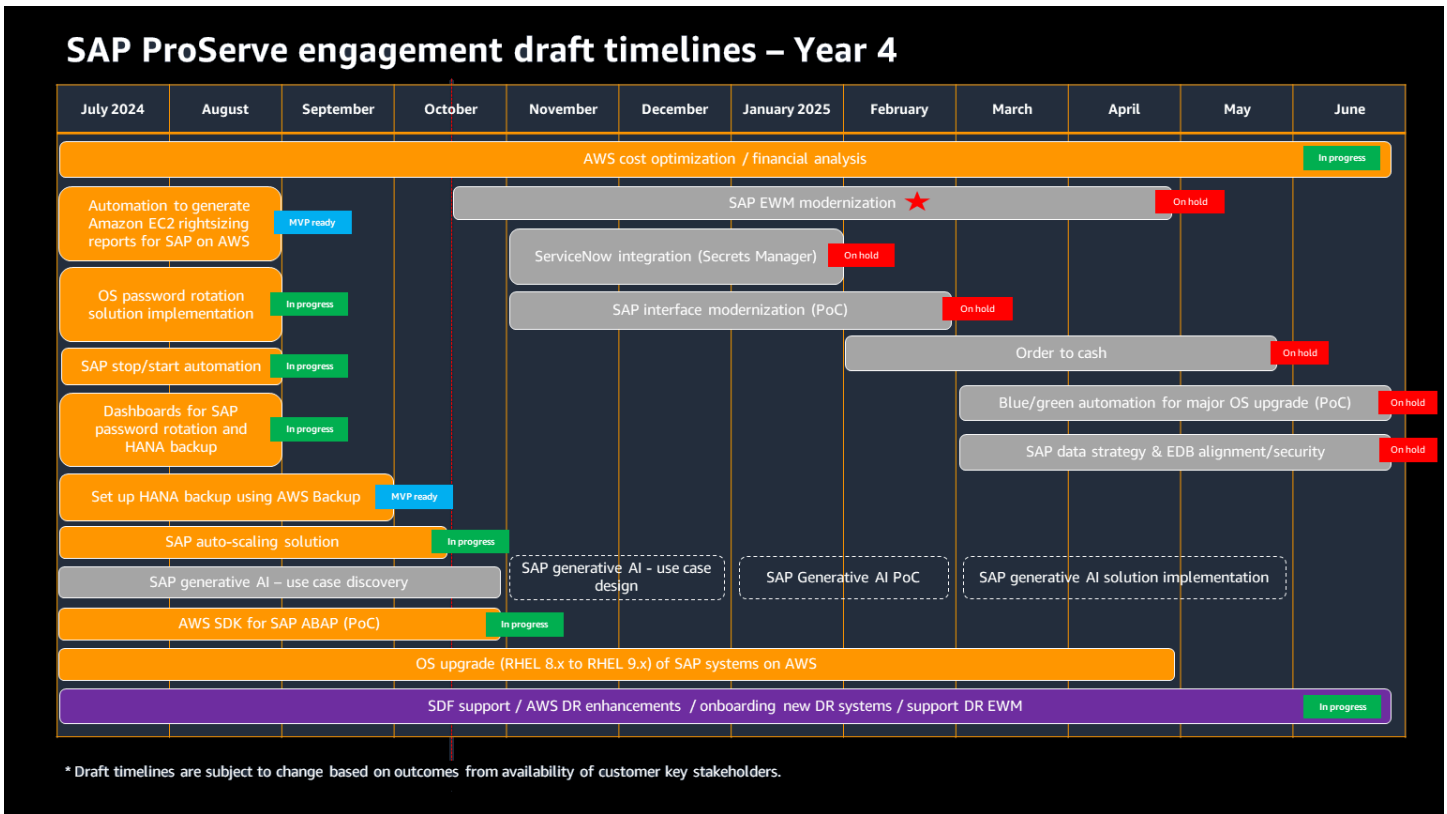 SAP ProServe engagement draft timelines – Year 4
July 2024
August
September
October
November
December
January 2025
February
March
April
May
June
AWS cost optimization / financial analysis
In progress
Automation to generate
Amazon EC2 rightsizing
reports for SAP on AWS
MVP ready
SAP EWM modernization
On hold
ServiceNow integration (Secrets Manager)
On hold
OS password rotation
solution implementation
In progress
SAP interface modernization (PoC)
On hold
SAP stop/start automation
In progress
Order to cash
On hold
Dashboards for SAP
password rotation and
HANA backup
In progress
Blue/green automation for major OS upgrade (PoC)
On hold
SAP data strategy & EDB alignment/security
On hold
Set up HANA backup using AWS Backup
MVP ready
SAP auto-scaling solution
In progress
SAP generative AI – use case discovery
SAP generative AI - use case
design
SAP Generative AI PoC
SAP generative AI solution implementation
AWS SDK for SAP ABAP (PoC)
In progress
OS upgrade (RHEL 8.x to RHEL 9.x) of SAP systems on AWS
SDF support / AWS DR enhancements / onboarding new DR systems / support DR EWM
In progress
* Draft timelines are subject to change based on outcomes from availability of customer key stakeholders.